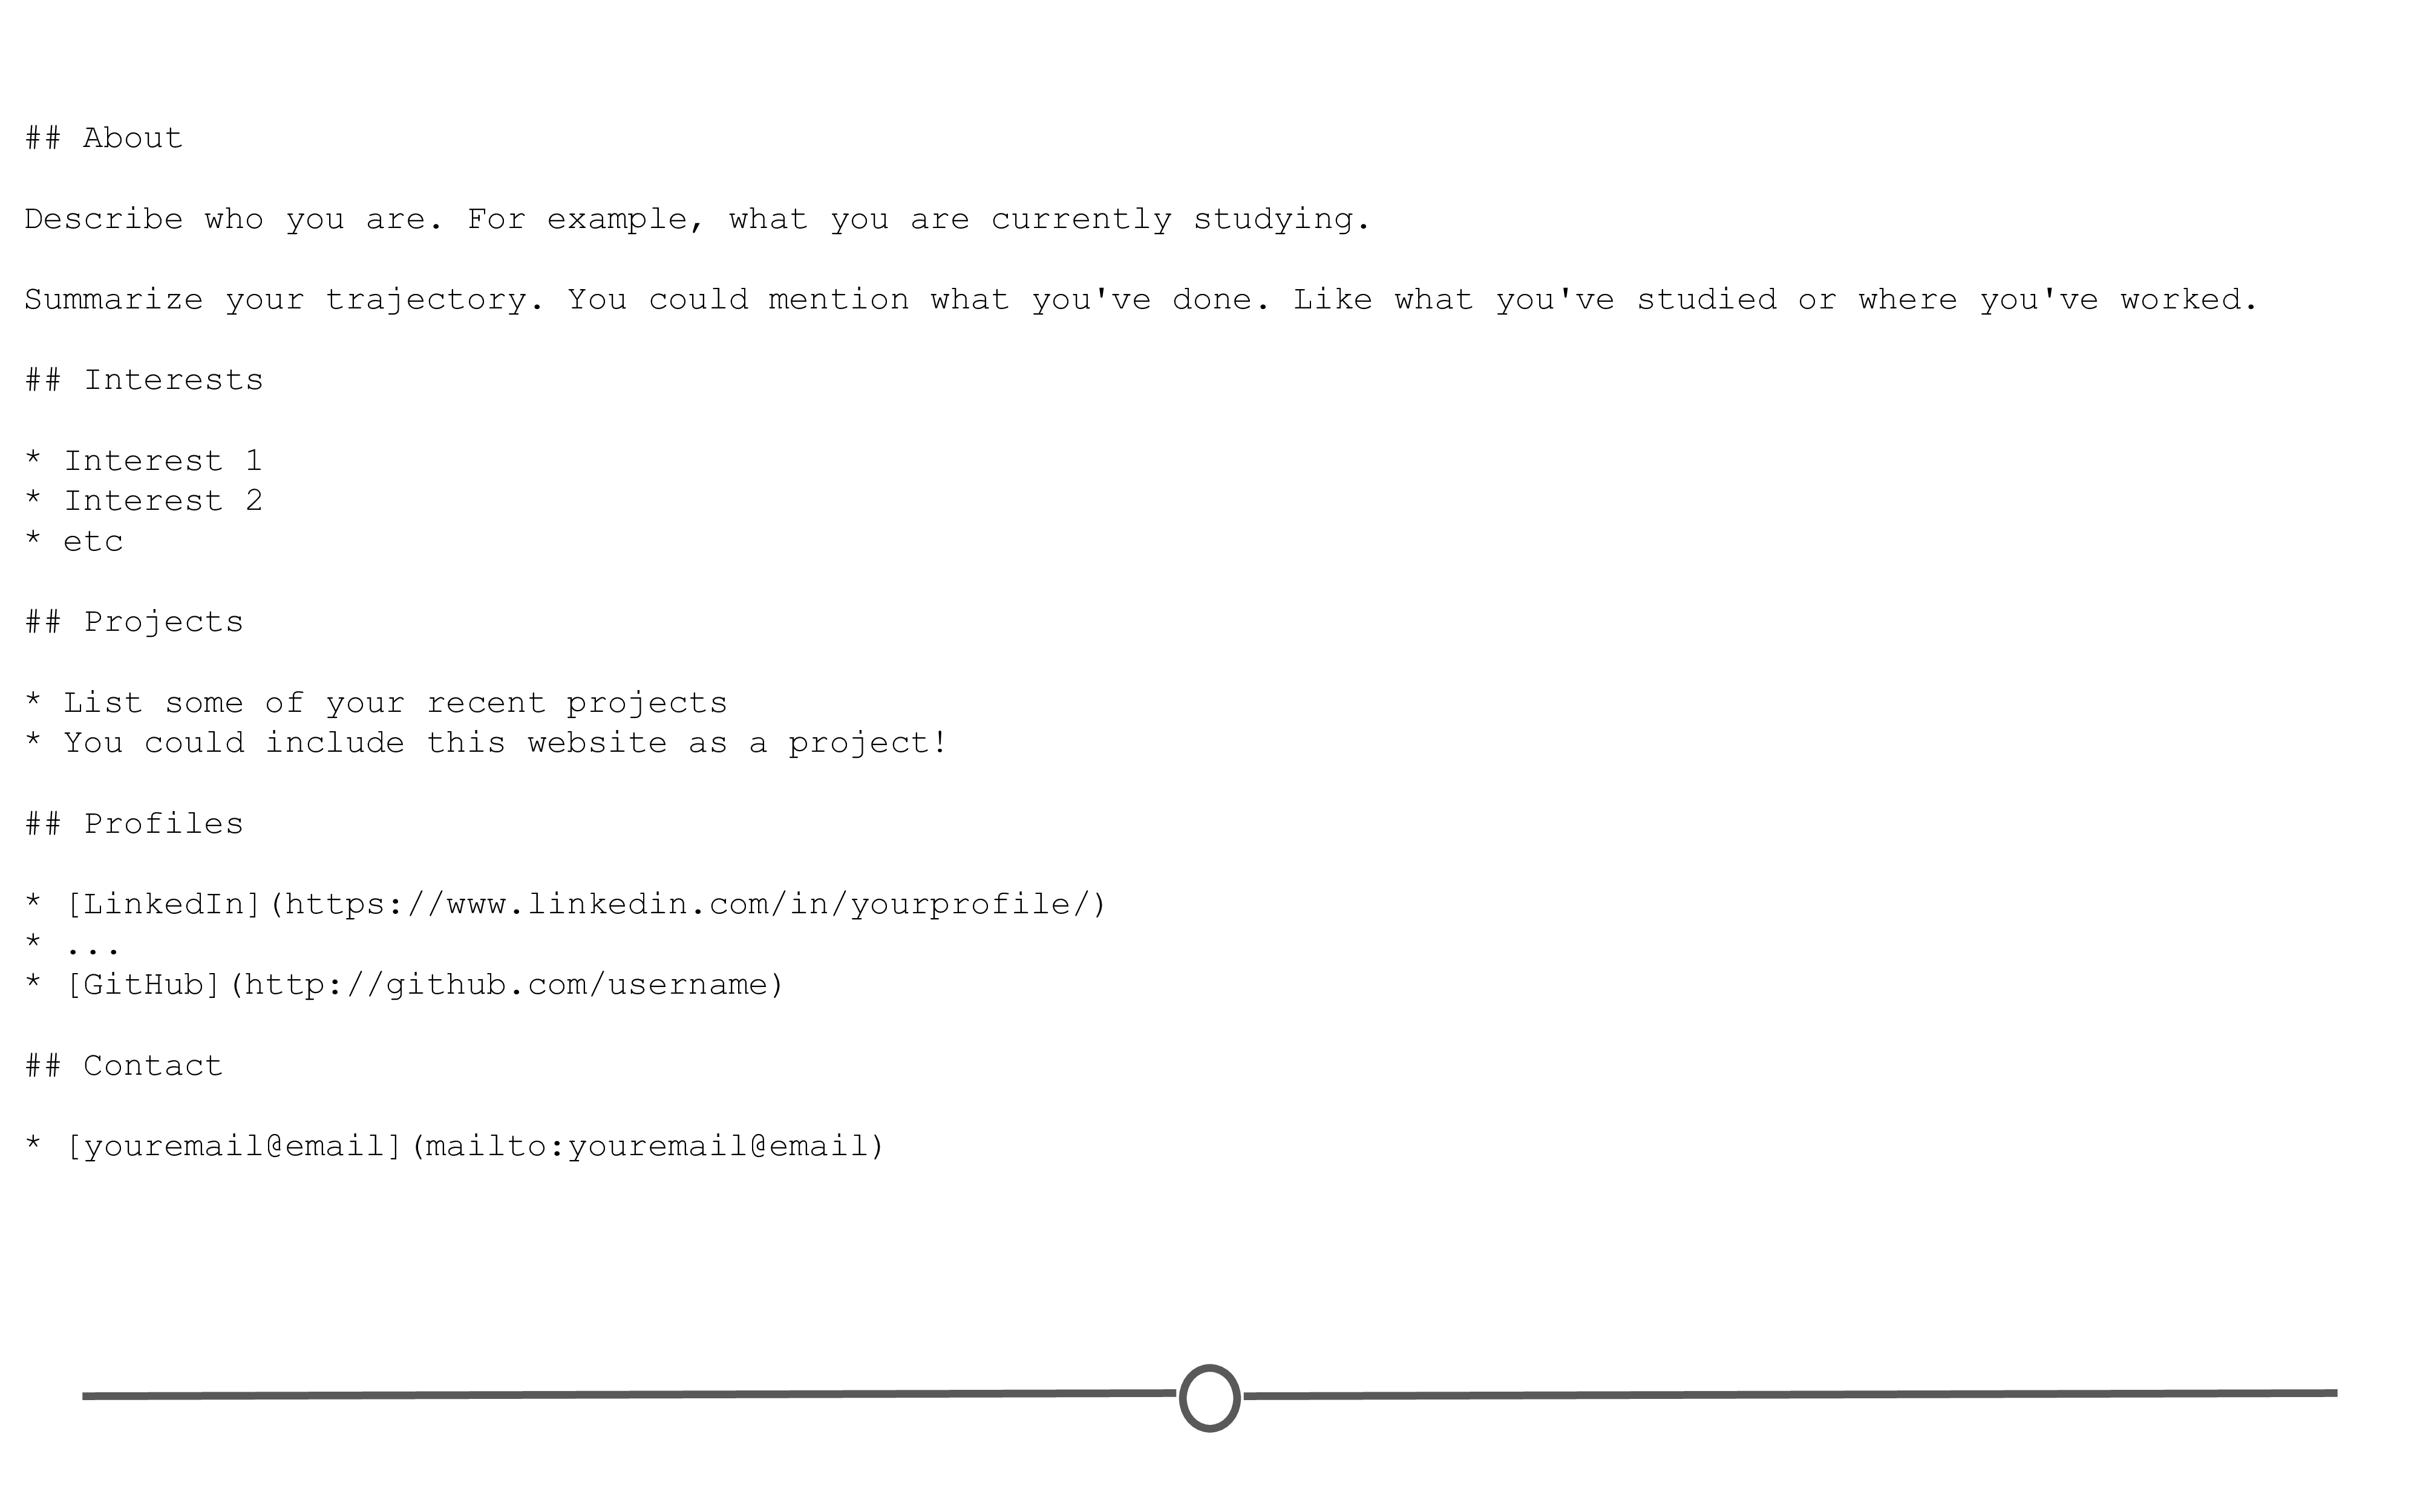 ## About
Describe who you are. For example, what you are currently studying.
Summarize your trajectory. You could mention what you've done. Like what you've studied or where you've worked.
## Interests
* Interest 1
* Interest 2
* etc
## Projects
* List some of your recent projects
* You could include this website as a project!
## Profiles
* [LinkedIn](https://www.linkedin.com/in/yourprofile/)
* ...
* [GitHub](http://github.com/username)
## Contact
* [youremail@email](mailto:youremail@email)